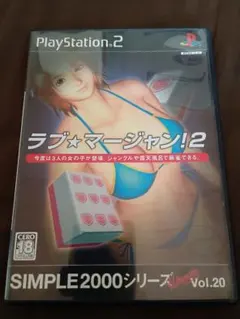 PlayStation®2
ラブ★マージャン!2
今度は3人の女の子が登場 ジャングルや露天風呂で麻雀できる。
CERO
18
SIMPLE2000シリーズ Vol.20